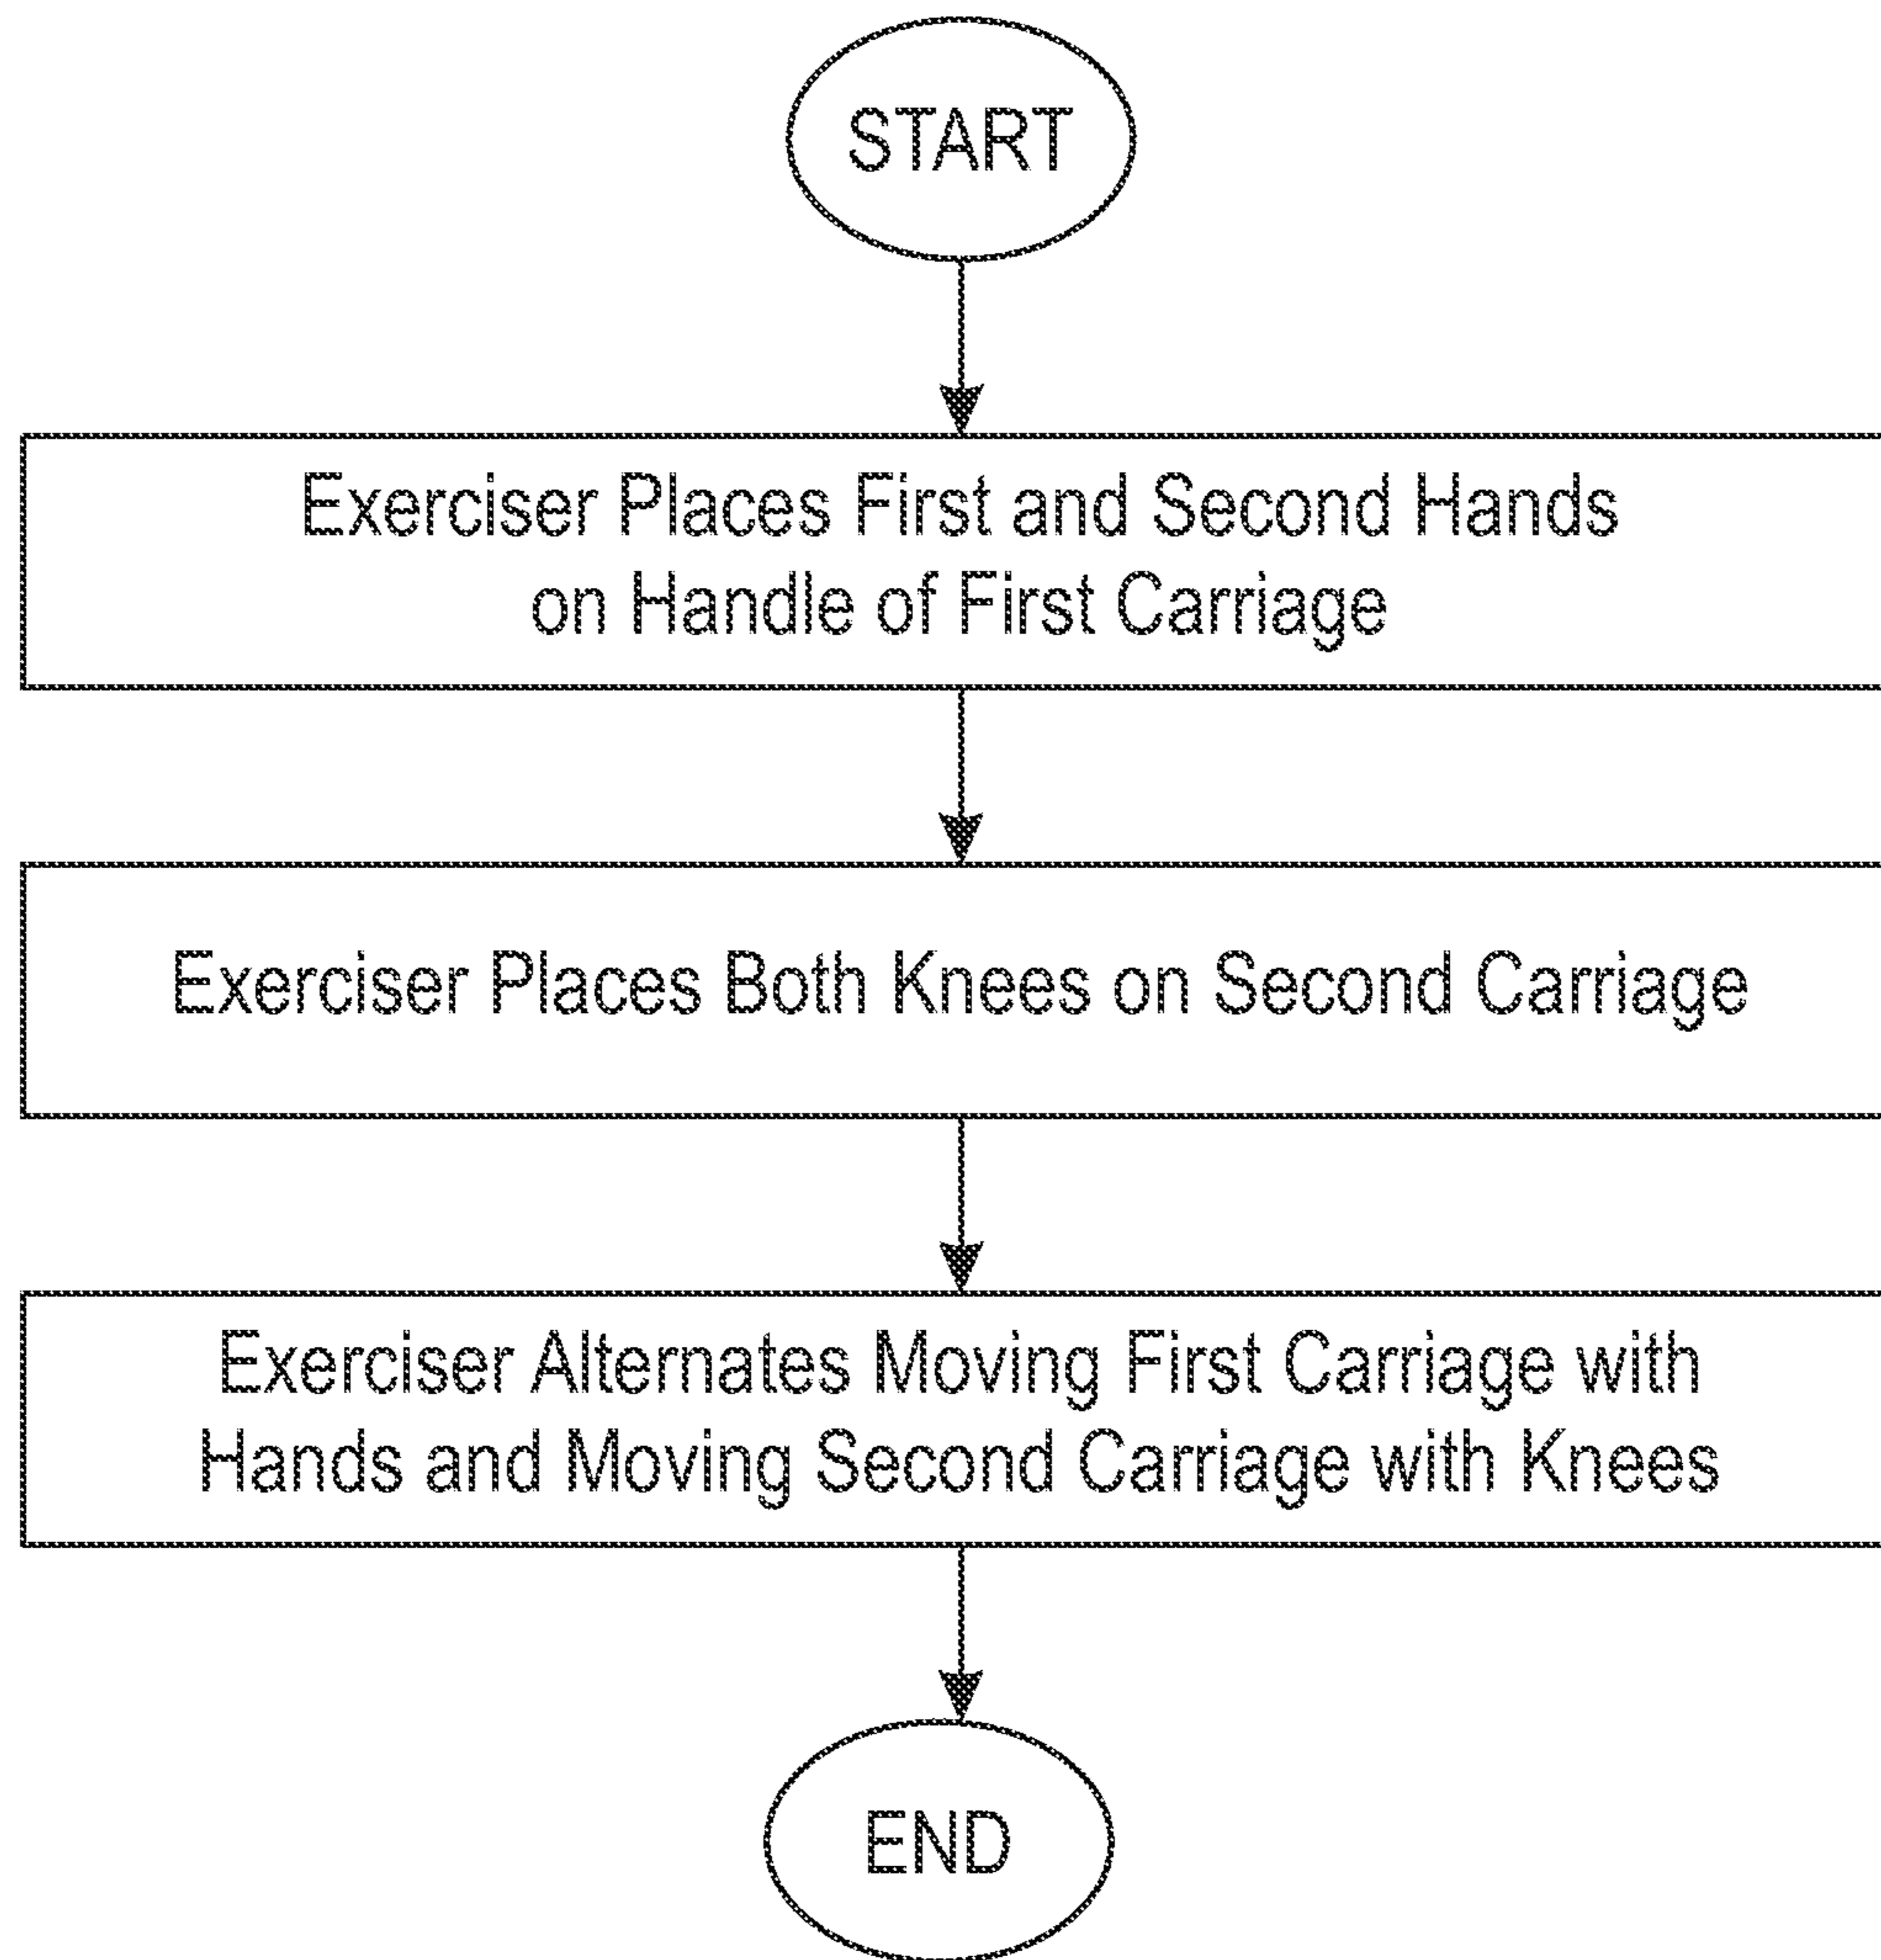 START
Exerciser Places First and Second Hands
on Handle of First Carriage
Exerciser Places Both Knees on Second Carriage
Exerciser Alternates Moving First Carriage with
Hands and Moving Second Carriage with Knees
END